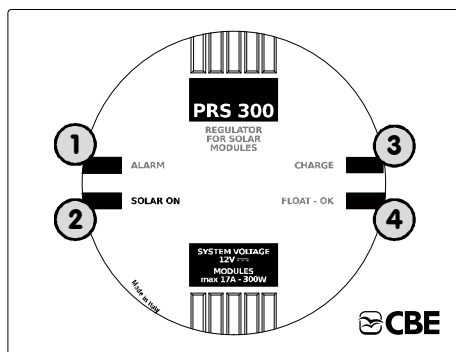 PRS 300
REGULATOR
FOR SOLAR
MODULES
1
3
ALARM
CHARGE
SOLAR ON
FLOAT - OK
2
4
SYSTEM VOLTAGE
12V ⎓
MODULES
max 17A - 300W
Made in Italy
CBE